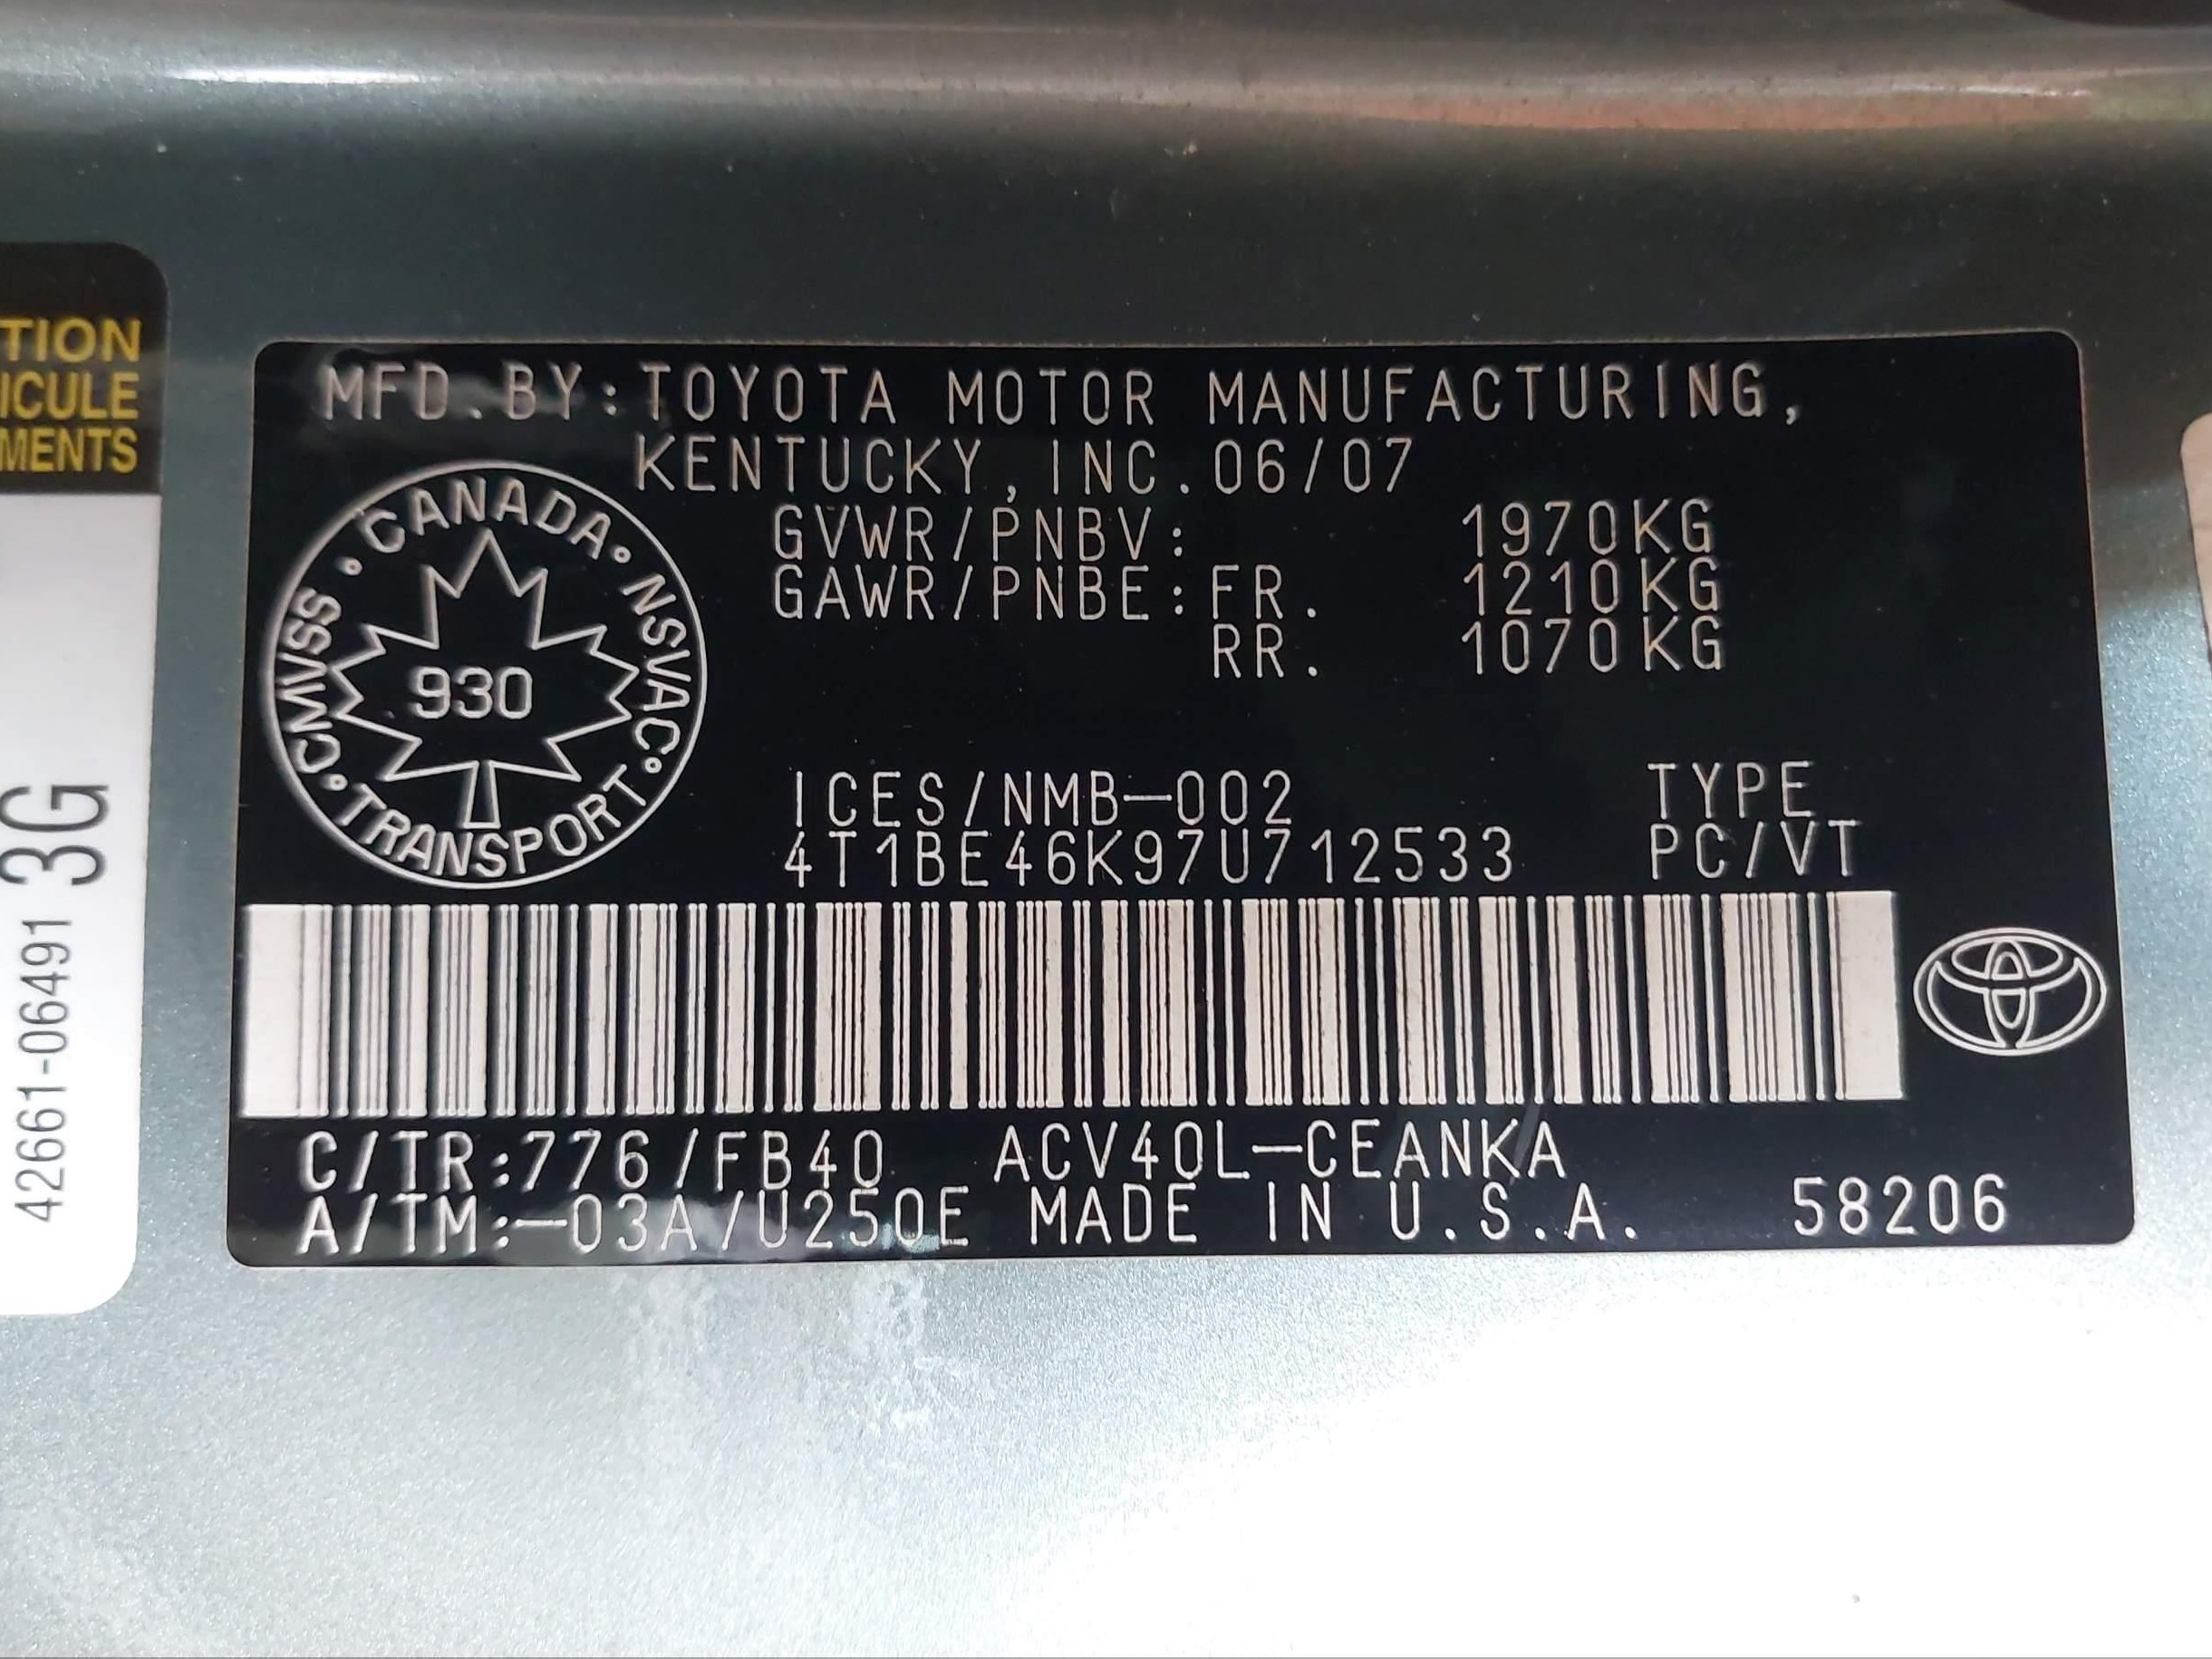 TION
ICULE
MENTS
42661-06491 3G
MFD.BY:TOYOTA MOTOR MANUFACTURING,
KENTUCKY,INC.06/07
GVWR/PNBV: 1970KG
GAWR/PNBE:FR. 1210KG
RR. 1070KG
CANADA
NSVAC
TRANSPORT
CMVSS
930
ICES/NMB-002 TYPE
4T1BE46K97U712533 PC/VT
C/TR:776/FB40 ACV40L-CEANKA
A/TM:-03A/U250E MADE IN U.S.A. 58206